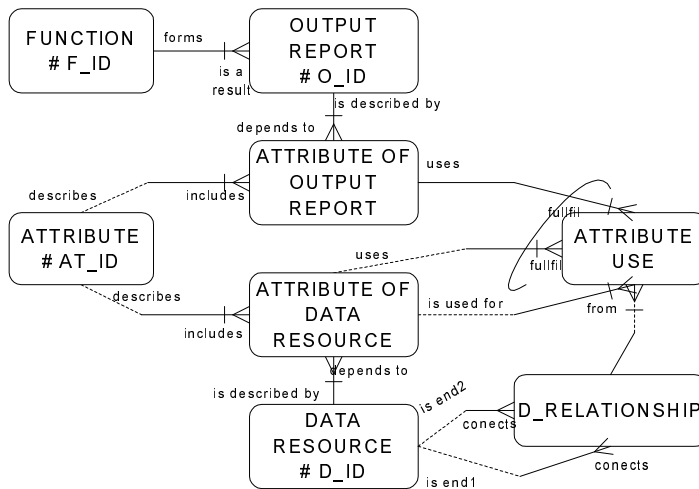 FUNCTION
# F_ID
forms
is a
result
OUTPUT
REPORT
# O_ID
is described by
depends to
ATTRIBUTE OF
OUTPUT
REPORT
uses
describes
includes
fullfil
ATTRIBUTE
# AT_ID
ATTRIBUTE
USE
uses
fullfil
describes
includes
ATTRIBUTE OF
DATA
RESOURCE
is used for
from
depends to
is described by
is end2
DATA
RESOURCE
# D_ID
conects
D_RELATIONSHIP
conects
is end1